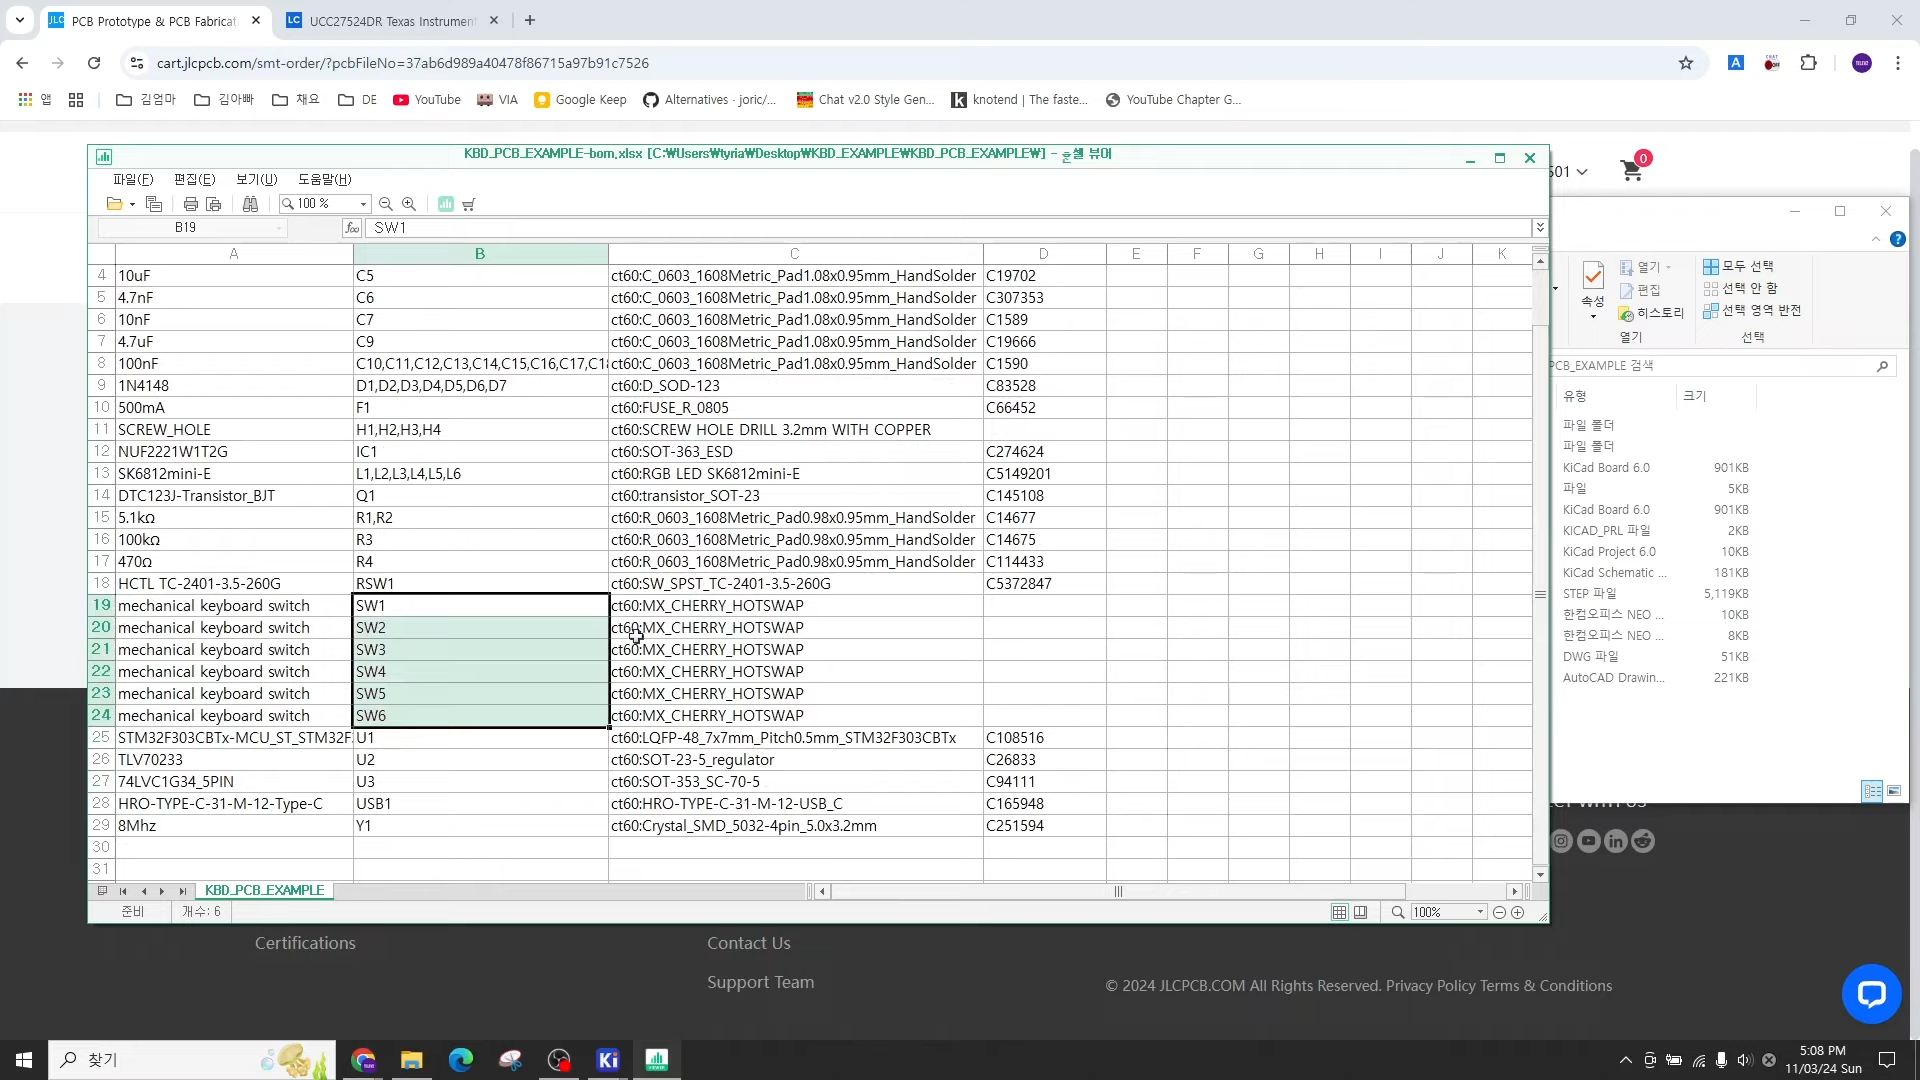 PCB Prototype & PCB Fabricat
UCC27524DR Texas Instrument
cart.jlcpcb.com/smt-order/?pcbFileNo=37ab6d989a40478f86715a97b91c7526
앱 김엄마 김아빠 채요 DE YouTube VIA Google Keep Alternatives · joric/... Chat v2.0 Style Gen... knotend | The faste... YouTube Chapter G...
KBD_PCB_EXAMPLE-bom.xlsx [C:₩Users₩tyria₩Desktop₩KBD_EXAMPLE₩KBD_PCB_EXAMPLE₩] - 한셀 뷰어
파일(F) 편집(E) 보기(U) 도움말(H)
100 %
B19 SW1
A B C D E F G H I J K
4 10uF C5 ct60:C_0603_1608Metric_Pad1.08x0.95mm_HandSolder C19702
5 4.7nF C6 ct60:C_0603_1608Metric_Pad1.08x0.95mm_HandSolder C307353
6 10nF C7 ct60:C_0603_1608Metric_Pad1.08x0.95mm_HandSolder C1589
7 4.7uF C9 ct60:C_0603_1608Metric_Pad1.08x0.95mm_HandSolder C19666
8 100nF C10,C11,C12,C13,C14,C15,C16,C17,C1 ct60:C_0603_1608Metric_Pad1.08x0.95mm_HandSolder C1590
9 1N4148 D1,D2,D3,D4,D5,D6,D7 ct60:D_SOD-123 C83528
10 500mA F1 ct60:FUSE_R_0805 C66452
11 SCREW_HOLE H1,H2,H3,H4 ct60:SCREW HOLE DRILL 3.2mm WITH COPPER
12 NUF2221W1T2G IC1 ct60:SOT-363_ESD C274624
13 SK6812mini-E L1,L2,L3,L4,L5,L6 ct60:RGB LED SK6812mini-E C5149201
14 DTC123J-Transistor_BJT Q1 ct60:transistor_SOT-23 C145108
15 5.1kΩ R1,R2 ct60:R_0603_1608Metric_Pad0.98x0.95mm_HandSolder C14677
16 100kΩ R3 ct60:R_0603_1608Metric_Pad0.98x0.95mm_HandSolder C14675
17 470Ω R4 ct60:R_0603_1608Metric_Pad0.98x0.95mm_HandSolder C114433
18 HCTL TC-2401-3.5-260G RSW1 ct60:SW_SPST_TC-2401-3.5-260G C5372847
19 mechanical keyboard switch SW1 ct60:MX_CHERRY_HOTSWAP
20 mechanical keyboard switch SW2 ct60:MX_CHERRY_HOTSWAP
21 mechanical keyboard switch SW3 ct60:MX_CHERRY_HOTSWAP
22 mechanical keyboard switch SW4 ct60:MX_CHERRY_HOTSWAP
23 mechanical keyboard switch SW5 ct60:MX_CHERRY_HOTSWAP
24 mechanical keyboard switch SW6 ct60:MX_CHERRY_HOTSWAP
25 STM32F303CBTx-MCU_ST_STM32F U1 ct60:LQFP-48_7x7mm_Pitch0.5mm_STM32F303CBTx C108516
26 TLV70233 U2 ct60:SOT-23-5_regulator C26833
27 74LVC1G34_5PIN U3 ct60:SOT-353_SC-70-5 C94111
28 HRO-TYPE-C-31-M-12-Type-C USB1 ct60:HRO-TYPE-C-31-M-12-USB_C C165948
29 8Mhz Y1 ct60:Crystal_SMD_5032-4pin_5.0x3.2mm C251594
30
31
KBD_PCB_EXAMPLE
준비 개수: 6 100%
501 0
속성 열기 편집 히스토리
열기
모두 선택
선택 안 함
선택 영역 반전
선택
PCB_EXAMPLE 검색
유형 크기
파일 폴더
파일 폴더
KiCad Board 6.0 901KB
파일 5KB
KiCad Board 6.0 901KB
KICAD_PRL 파일 2KB
KiCad Project 6.0 10KB
KiCad Schematic ... 181KB
STEP 파일 5,119KB
한컴오피스 NEO ... 10KB
한컴오피스 NEO ... 8KB
DWG 파일 51KB
AutoCAD Drawin... 221KB
Certifications
Contact Us
Support Team
© 2024 JLCPCB.COM All Rights Reserved. Privacy Policy Terms & Conditions
찾기
Ki
5:08 PM
11/03/24 Sun